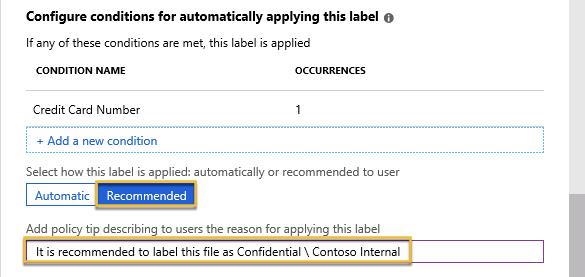 Configure conditions for automatically applying this label
If any of these conditions are met, this label is applied
CONDITION NAME OCCURRENCES
Credit Card Number 1
+ Add a new condition
Select how this label is applied: automatically or recommended to user
Automatic Recommended
Add policy tip describing to users the reason for applying this label
It is recommended to label this file as Confidential \ Contoso Internal